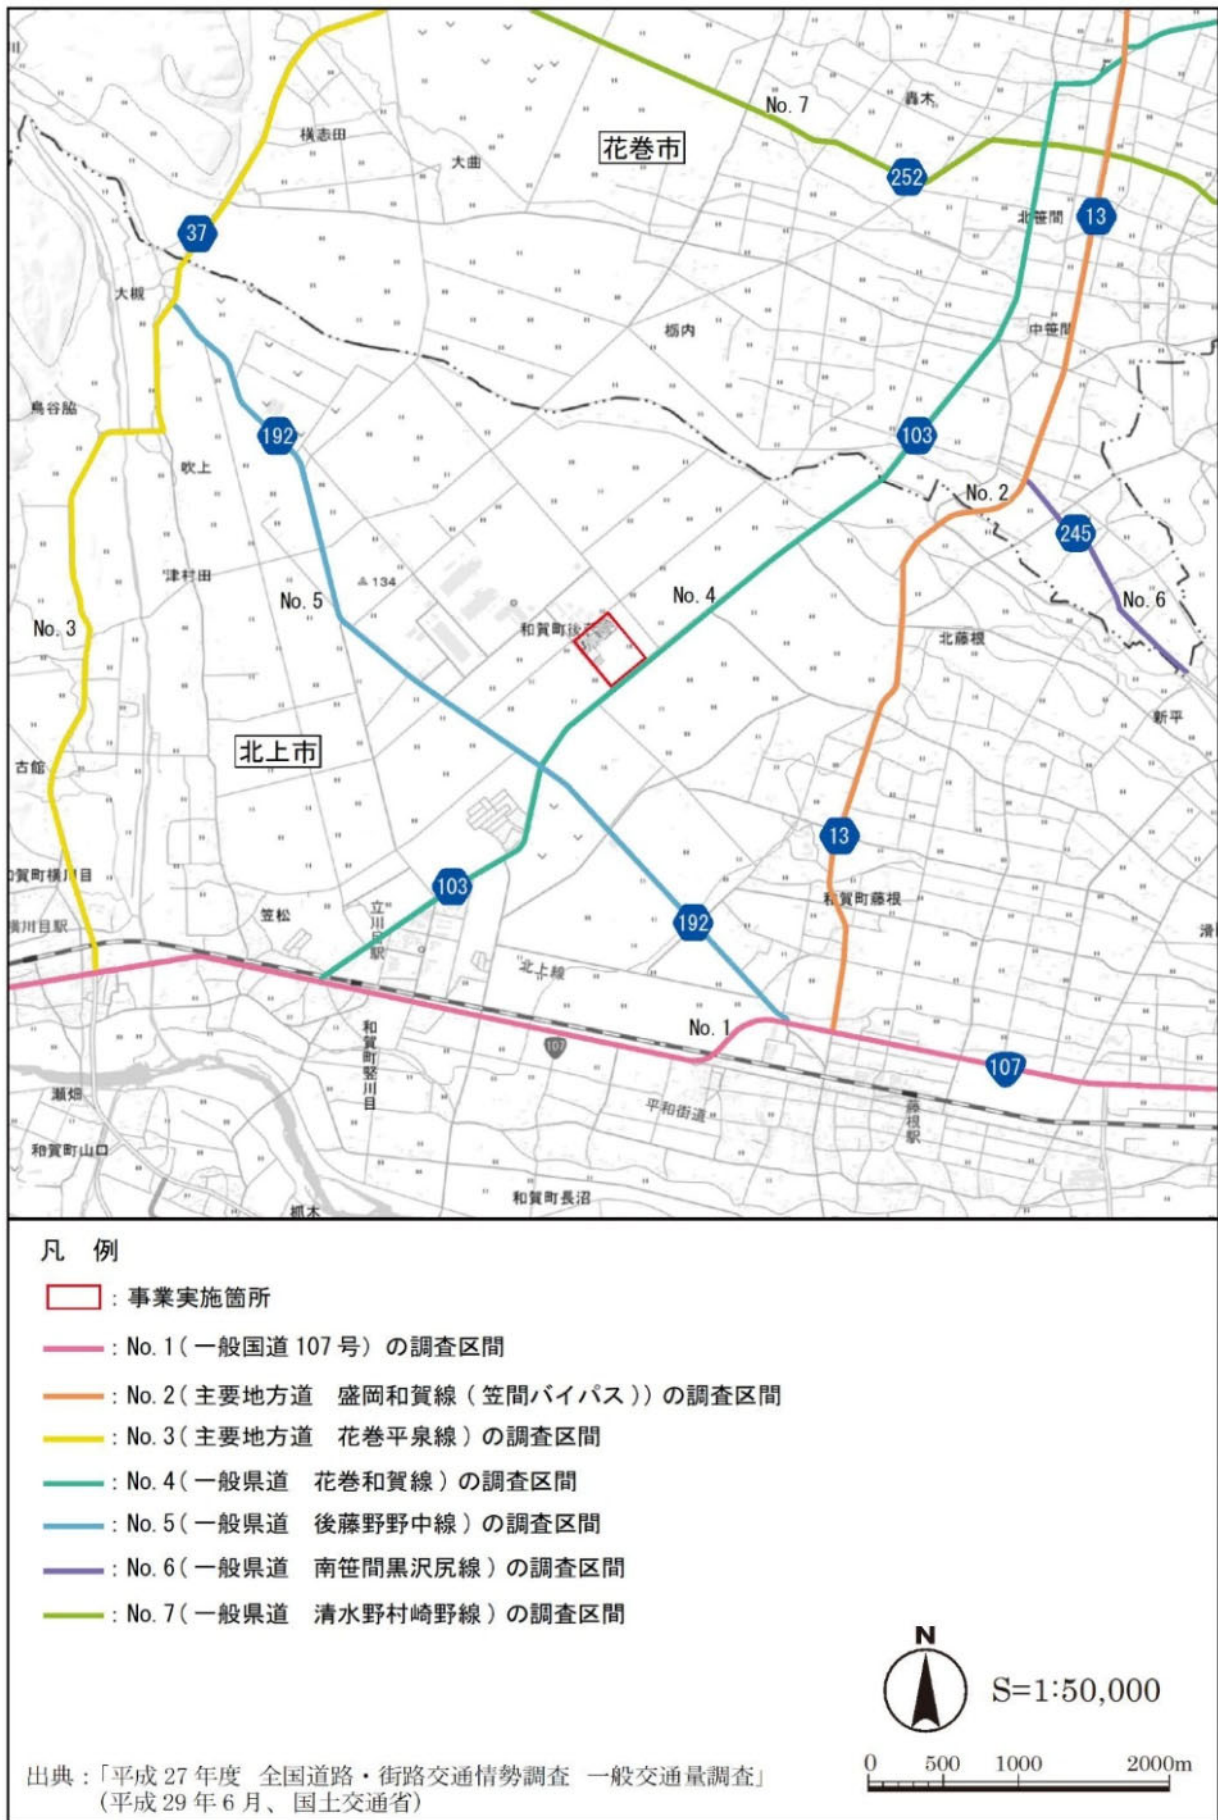 川
No. 7
轟木
横志田
大曲
花巻市
252
北笹間
13
37
大槻
栃内
中笹間
鳥谷脇
192
103
吹上
No. 2
245
津村田
134
No. 5
No. 4
No. 6
No. 3
和賀町後藤
北藤根
新平
北上市
古館
13
和賀町横川目
103
和賀町藤根
笠松
立川目駅
192
横川目駅
北上線
No. 1
和賀町竪川目
107
107
瀬畑
平和街道
藤根駅
和賀町山口
和賀町長沼
凡 例
：事業実施箇所
：No. 1(一般国道 107 号) の調査区間
：No. 2(主要地方道 盛岡和賀線(笠間バイパス))の調査区間
：No. 3(主要地方道 花巻平泉線)の調査区間
：No. 4(一般県道 花巻和賀線)の調査区間
：No. 5(一般県道 後藤野野中線)の調査区間
：No. 6(一般県道 南笹間黒沢尻線)の調査区間
：No. 7(一般県道 清水野村崎野線)の調査区間
N
S=1:50,000
0 500 1000 2000m
出典：「平成 27 年度 全国道路・街路交通情勢調査 一般交通量調査」
(平成 29 年 6 月、国土交通省)